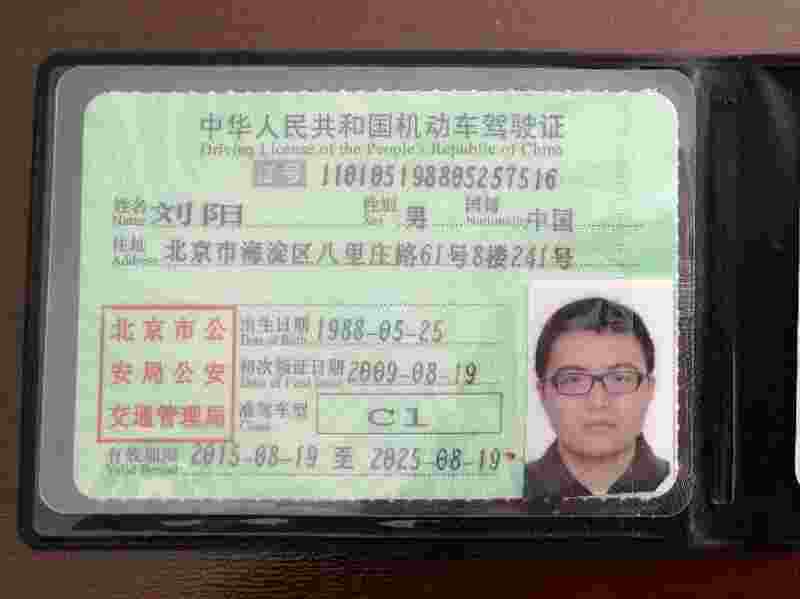 中华人民共和国机动车驾驶证
Driving License of the People's Republic of China
证号 110105198805257516
姓名 Name 刘阳 性别 Sex 男 国籍 Nationality 中国
住址 Address 北京市海淀区八里庄路61号8楼241号
北京市公
安局公安
交通管理局
出生日期 Date of Birth 1988-05-25
初次领证日期 Date of First Issue 2009-08-19
准驾车型 Class C1
有效期限 Valid Period 2015-08-19 至 2025-08-19